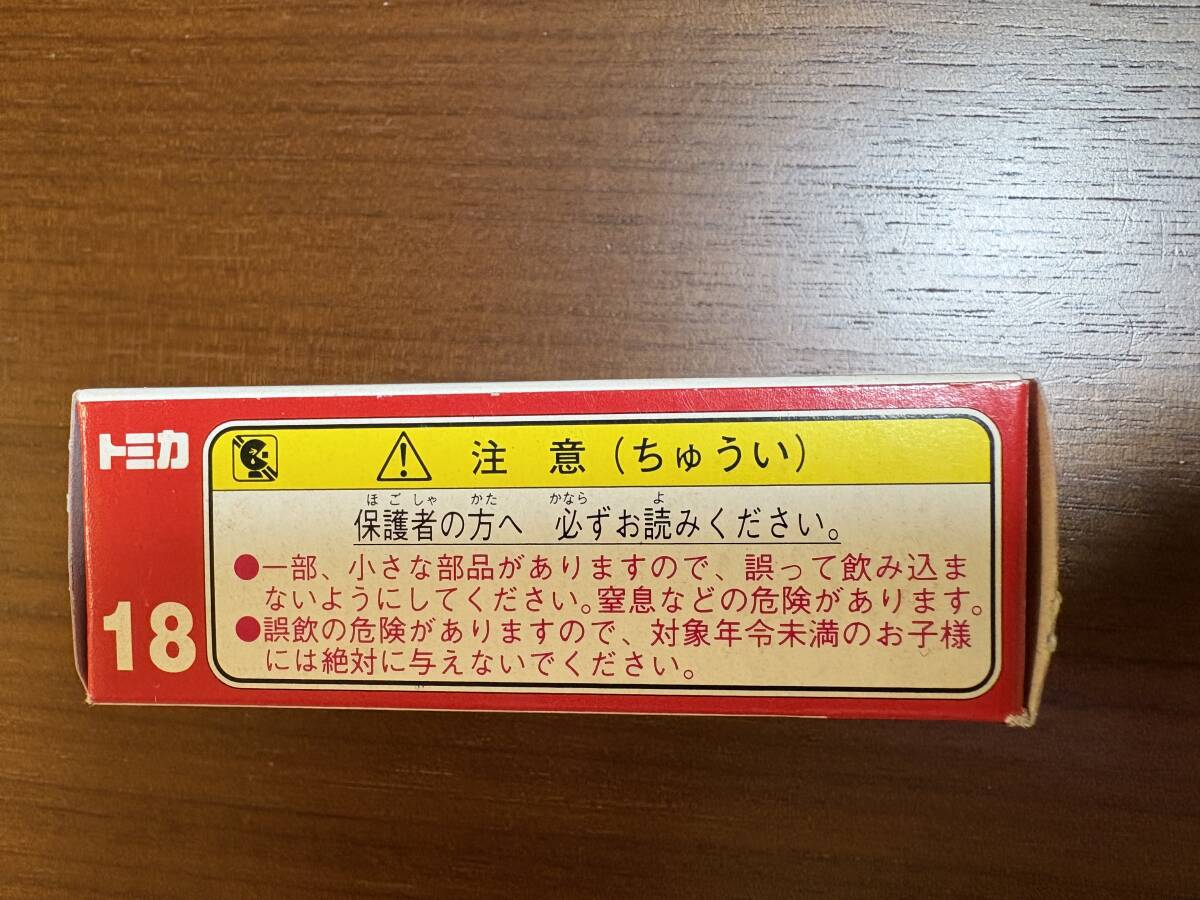 トミカ
18
注 意 (ちゅうい)
ほごしゃ かた かなら よ
保護者の方へ 必ずお読みください。
●一部、小さな部品がありますので、誤って飲み込ま
ないようにしてください。窒息などの危険があります。
●誤飲の危険がありますので、対象年令未満のお子様
には絶対に与えないでください。